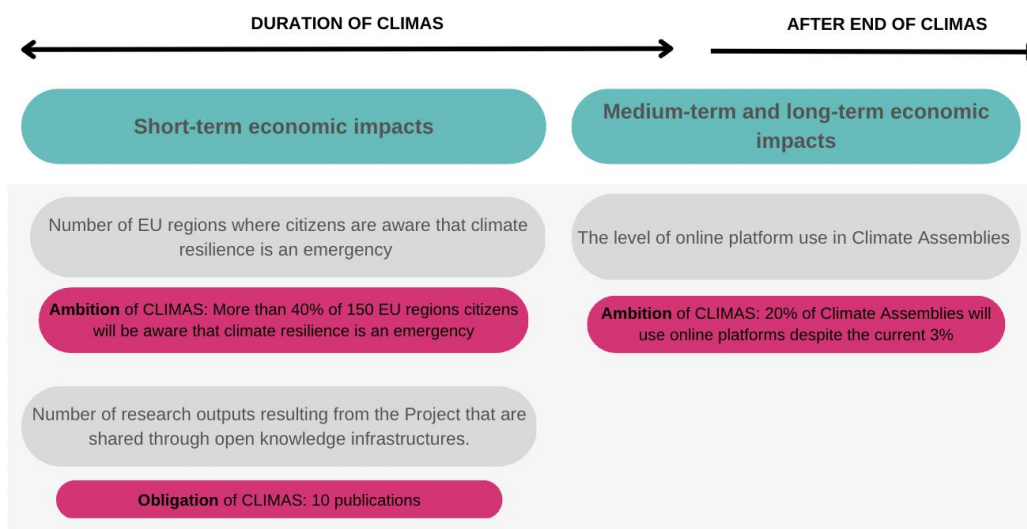 DURATION OF CLIMAS
AFTER END OF CLIMAS
Short-term economic impacts
Medium-term and long-term economic
impacts
Number of EU regions where citizens are aware that climate
resilience is an emergency
The level of online platform use in Climate Assemblies
Ambition of CLIMAS: More than 40% of 150 EU regions citizens
will be aware that climate resilience is an emergency
Ambition of CLIMAS: 20% of Climate Assemblies will
use online platforms despite the current 3%
Number of research outputs resulting from the Project that are
shared through open knowledge infrastructures.
Obligation of CLIMAS: 10 publications